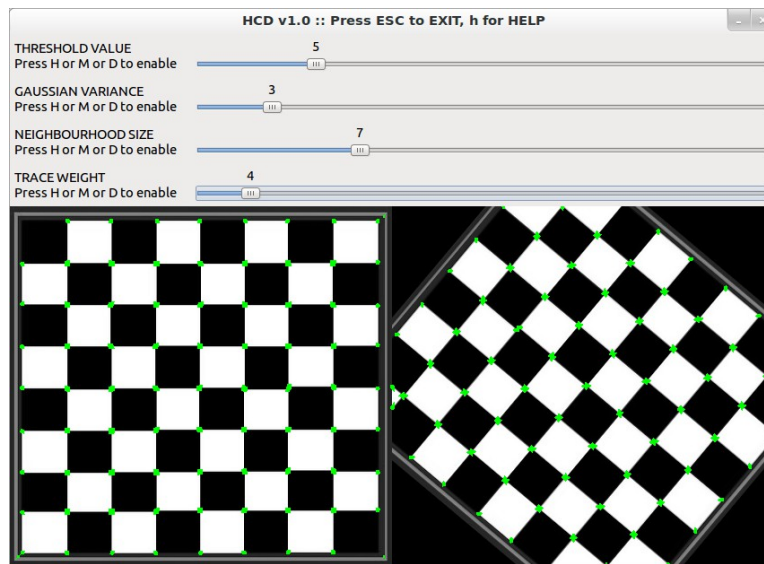 HCD v1.0 :: Press ESC to EXIT, h for HELP
THRESHOLD VALUE
Press H or M or D to enable
5
GAUSSIAN VARIANCE
Press H or M or D to enable
3
NEIGHBOURHOOD SIZE
Press H or M or D to enable
7
TRACE WEIGHT
Press H or M or D to enable
4